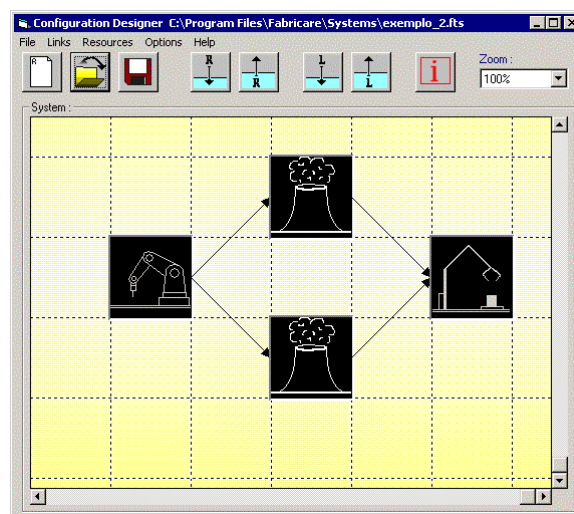 Configuration Designer C:\Program Files\Fabricare\Systems\exemplo_2.fts
File Links Resources Options Help
R R R L L i
Zoom :
100%
System :